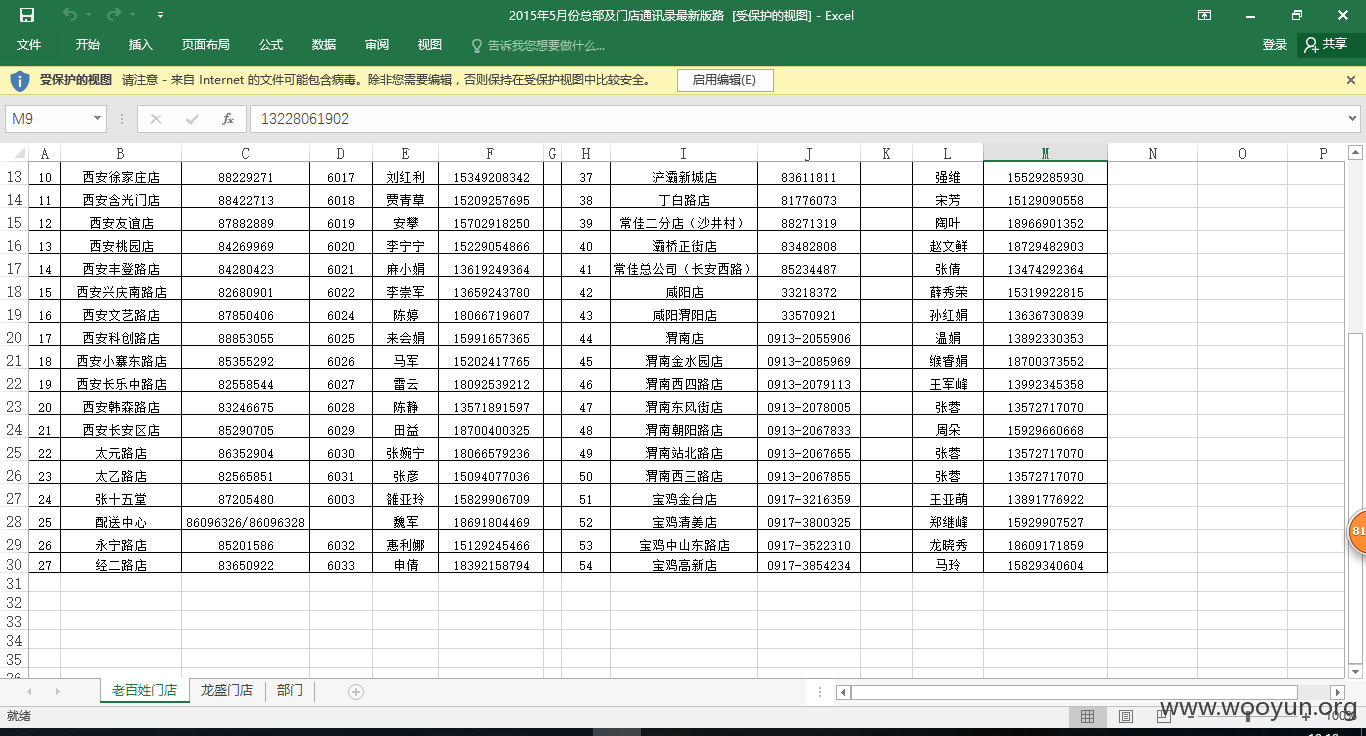 2015年5月份总部及门店通讯录最新版路 [受保护的视图] - Excel
文件 开始 插入 页面布局 公式 数据 审阅 视图 告诉我您想要做什么... 登录 共享
受保护的视图 请注意 - 来自 Internet 的文件可能包含病毒。除非您需要编辑，否则保持在受保护视图中比较安全。 启用编辑(E)
M9 fx 13228061902
A B C D E F G H I J K L M N O P
13 10 西安徐家庄店 88229271 6017 刘红利 15349208342 37 浐灞新城店 83611811 强维 15529285930
14 11 西安含光门店 88422713 6018 贾青草 15209257695 38 丁白路店 81776073 宋芳 15129090558
15 12 西安友谊店 87882889 6019 安攀 15702918250 39 常佳二分店（沙井村） 88271319 陶叶 18966901352
16 13 西安桃园店 84269969 6020 李宁宁 15229054866 40 灞桥正街店 83482808 赵文鲜 18729482903
17 14 西安丰登路店 84280423 6021 麻小娟 13619249364 41 常佳总公司（长安西路） 85234487 张倩 13474292364
18 15 西安兴庆南路店 82680901 6022 李崇军 13659243780 42 咸阳店 33218372 薛秀荣 15319922815
19 16 西安文艺路店 87850406 6024 陈婷 18066719607 43 咸阳渭阳店 33570921 孙红娟 13636730839
20 17 西安科创路店 88853055 6025 来会娟 15991657365 44 渭南店 0913-2055906 温娟 13892330353
21 18 西安小寨东路店 85355292 6026 马军 15202417765 45 渭南金水园店 0913-2085969 缑睿娟 18700373552
22 19 西安长乐中路店 82558544 6027 雷云 18092539212 46 渭南西四路店 0913-2079113 王军峰 13992345358
23 20 西安韩森路店 83246675 6028 陈静 13571891597 47 渭南东风街店 0913-2078005 张蓉 13572717070
24 21 西安长安区店 85290705 6029 田益 18700400325 48 渭南朝阳路店 0913-2067833 周朵 15929660668
25 22 太元路店 86352904 6030 张婉宁 18066579236 49 渭南站北路店 0913-2067655 张蓉 13572717070
26 23 太乙路店 82565851 6031 张彦 15094077036 50 渭南西三路店 0913-2067855 张蓉 13572717070
27 24 张十五堂 87205480 6003 雒亚玲 15829906709 51 宝鸡金台店 0917-3216359 王亚萌 13891776922
28 25 配送中心 86096326/86096328 魏军 18691804469 52 宝鸡清姜店 0917-3800325 郑继峰 15929907527
29 26 永宁路店 85201586 6032 惠利娜 15129245466 53 宝鸡中山东路店 0917-3522310 龙晓秀 18609171859
30 27 经二路店 83650922 6033 申倩 18392158794 54 宝鸡高新店 0917-3854234 马玲 15829340604
31
32
33
34
35
老百姓门店 龙盛门店 部门
就绪 100%
www.wooyun.org
81